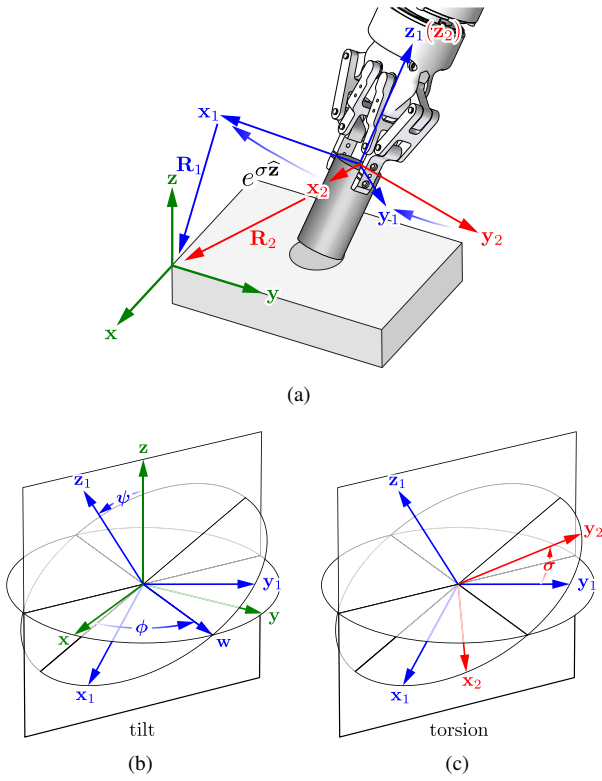 z₁(z₂)
x₁
R₁
e^{σẑ}
z
x₂
y₁
R₂
y₂
y
x
(a)
z
z₁
ψ
y₁
x
ϕ
y
w
x₁
tilt
(b)
z₁
y₂
σ
y₁
x₁
x₂
torsion
(c)